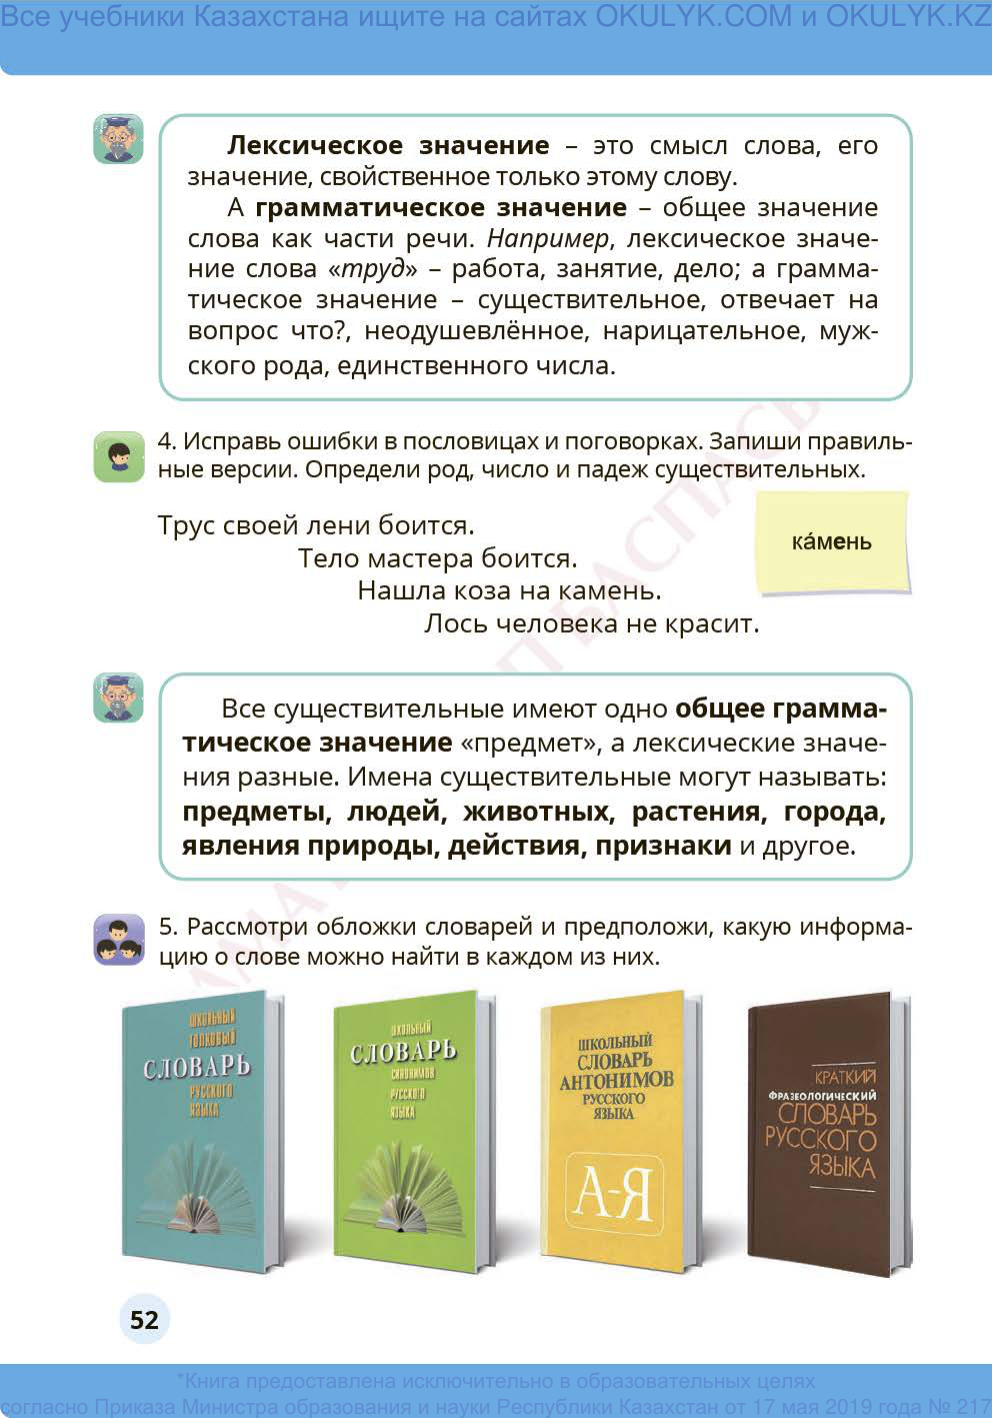 Все учебники Казахстана ищите на сайтах OKULYK.COM и OKULYK.KZ
Лексическое значение – это смысл слова, его
значение, свойственное только этому слову.
А грамматическое значение – общее значение
слова как части речи. Например, лексическое значе-
ние слова «труд» – работа, занятие, дело; а грамма-
тическое значение – существительное, отвечает на
вопрос что?, неодушевлённое, нарицательное, муж-
ского рода, единственного числа.
4. Исправь ошибки в пословицах и поговорках. Запиши правиль-
ные версии. Определи род, число и падеж существительных.
Трус своей лени боится.
Тело мастера боится.
Нашла коза на камень.
Лось человека не красит.
ка́мень
Все существительные имеют одно общее грамма-
тическое значение «предмет», а лексические значе-
ния разные. Имена существительные могут называть:
предметы, людей, животных, растения, города,
явления природы, действия, признаки и другое.
5. Рассмотри обложки словарей и предположи, какую информа-
цию о слове можно найти в каждом из них.
ШКОЛЬНЫЙ
ТОЛКОВЫЙ
СЛОВАРЬ
РУССКОГО
ЯЗЫКА
ШКОЛЬНЫЙ
СЛОВАРЬ
СИНОНИМОВ
РУССКОГО
ЯЗЫКА
ШКОЛЬНЫЙ
СЛОВАРЬ
АНТОНИМОВ
РУССКОГО
ЯЗЫКА
А-Я
КРАТКИЙ
ФРАЗЕОЛОГИЧЕСКИЙ
СЛОВАРЬ
РУССКОГО
ЯЗЫКА
52
*Книга предоставлена исключительно в образовательных целях
согласно Приказа Министра образования и науки Республики Казахстан от 17 мая 2019 года № 217